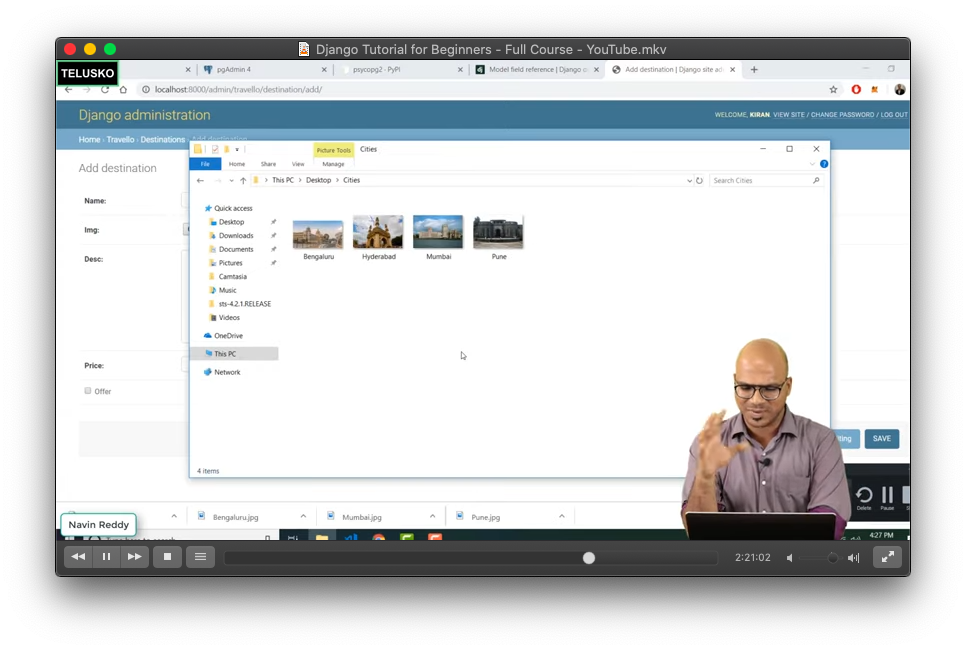 Django Tutorial for Beginners - Full Course - YouTube.mkv
TELUSKO
pgAdmin 4
psycopg2 - PyPI
Model field reference | Django d
Add destination | Django site ad
localhost:8000/admin/travello/destination/add/
Django administration
WELCOME, KIRAN. VIEW SITE / CHANGE PASSWORD / LOG OUT
Home › Travello › Destinations › Add destination
Picture Tools
Cities
File
Home
Share
View
Manage
This PC > Desktop > Cities
Search Cities
Add destination
Name:
Img:
Desc:
Price:
Offer
Quick access
Desktop
Downloads
Documents
Pictures
Camtasia
Music
sts-4.2.1.RELEASE
Videos
OneDrive
This PC
Network
Bengaluru
Hyderabad
Mumbai
Pune
4 items
SAVE
Delete
Pause
Bengaluru.jpg
Mumbai.jpg
Pune.jpg
Navin Reddy
4:27 PM
2:21:02